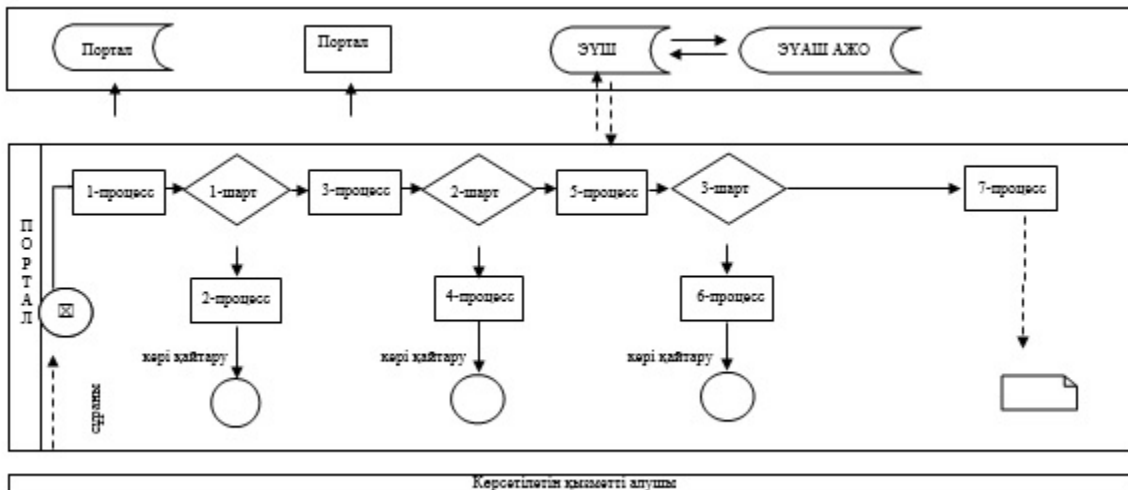 Портал
Портал
ЭҮШ
ЭҮАШ АЖО
ПОРТАЛ
1-процесс
1-шарт
3-процесс
2-шарт
5-процесс
3-шарт
7-процесс
2-процесс
4-процесс
6-процесс
кері қайтару
кері қайтару
кері қайтару
сұраны
Көрсетілетін қызметті алушы